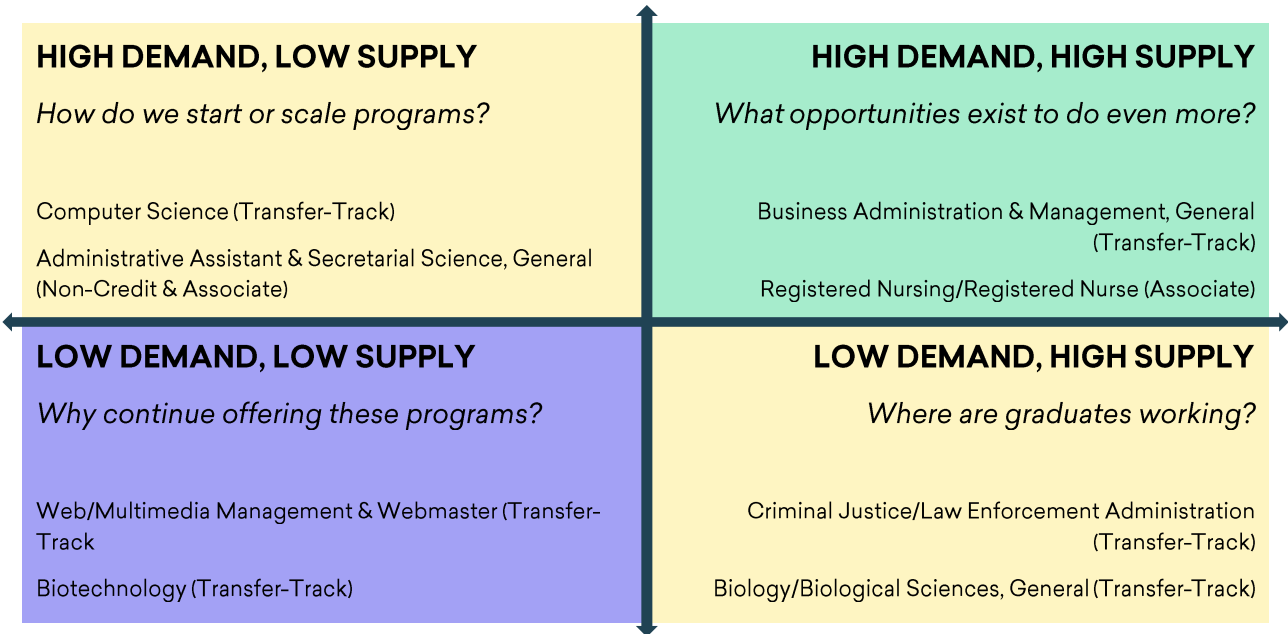 HIGH DEMAND, LOW SUPPLY
How do we start or scale programs?
Computer Science (Transfer-Track)
Administrative Assistant & Secretarial Science, General
(Non-Credit & Associate)
HIGH DEMAND, HIGH SUPPLY
What opportunities exist to do even more?
Business Administration & Management, General
(Transfer-Track)
Registered Nursing/Registered Nurse (Associate)
LOW DEMAND, LOW SUPPLY
Why continue offering these programs?
Web/Multimedia Management & Webmaster (Transfer-
Track
Biotechnology (Transfer-Track)
LOW DEMAND, HIGH SUPPLY
Where are graduates working?
Criminal Justice/Law Enforcement Administration
(Transfer-Track)
Biology/Biological Sciences, General (Transfer-Track)